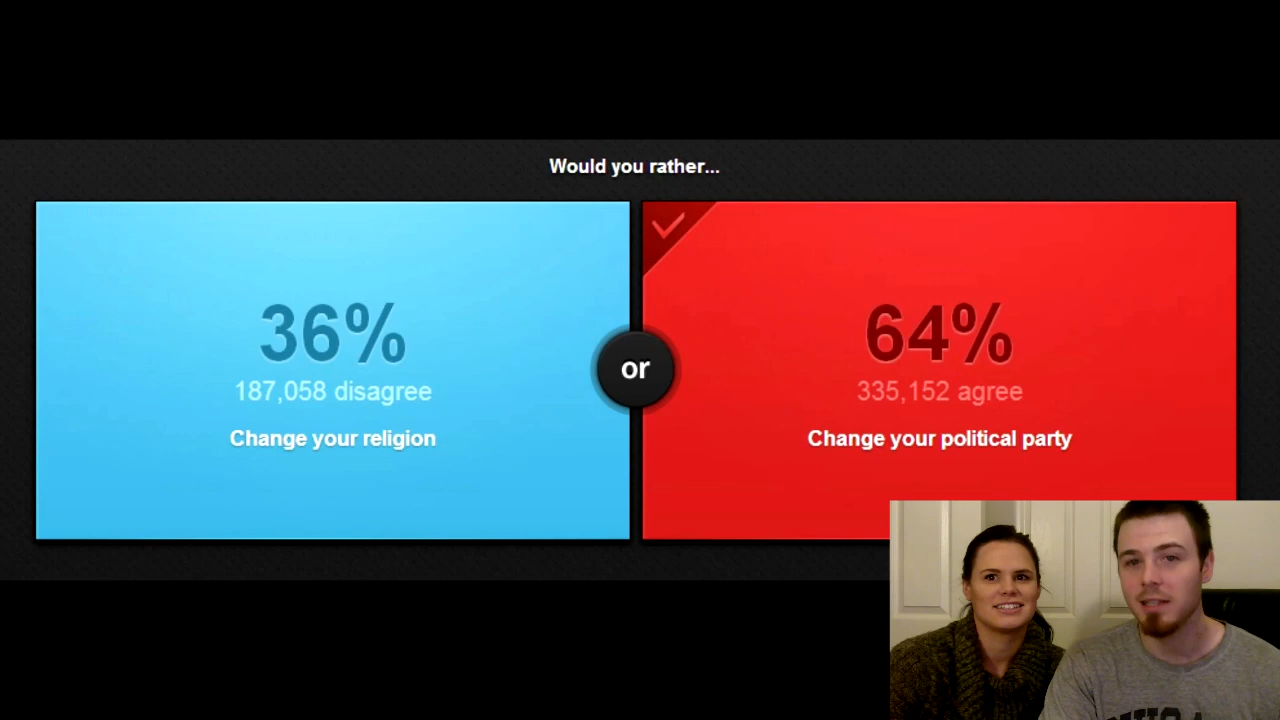 Would you rather...
36%
187,058 disagree
Change your religion
or
64%
335,152 agree
Change your political party